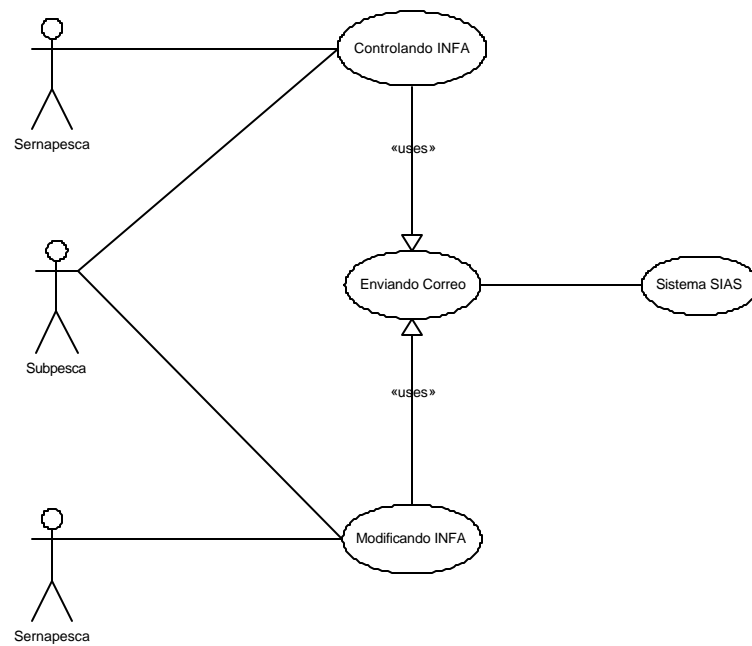 Controlando INFA
Sernapesca
«uses»
Enviando Correo
Sistema SIAS
Subpesca
«uses»
Modificando INFA
Sernapesca